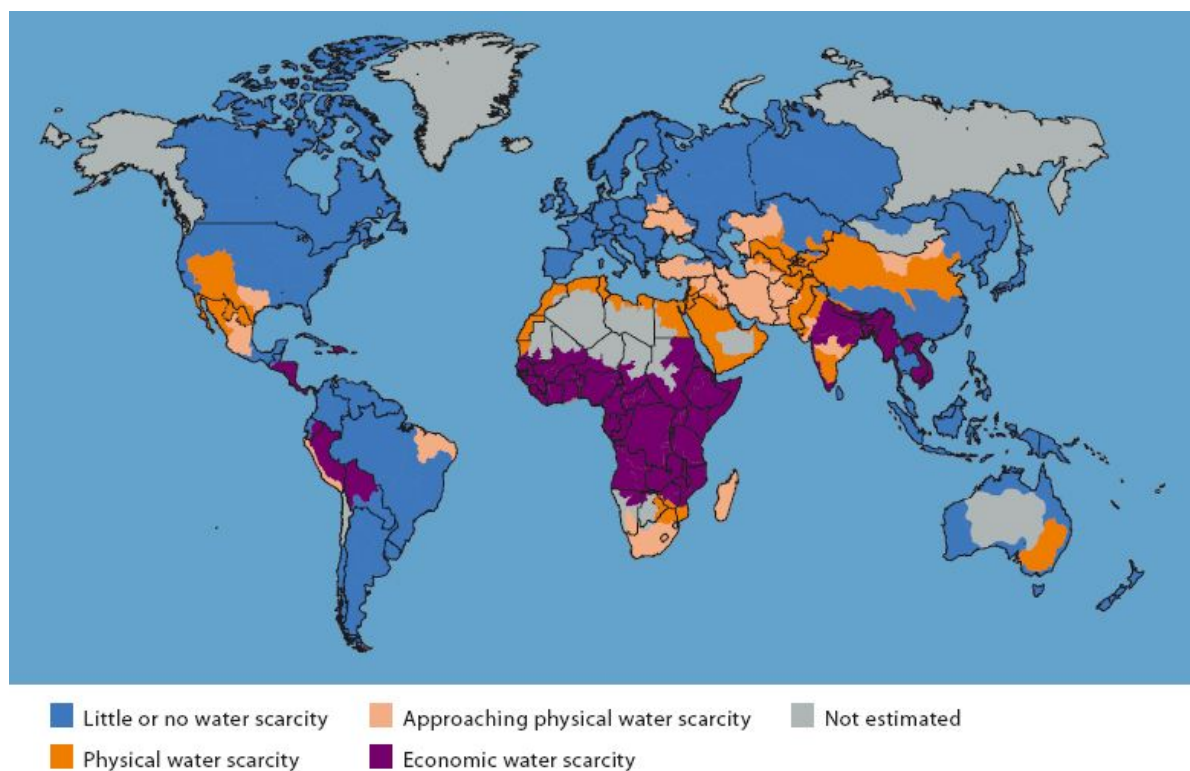 Little or no water scarcity
Approaching physical water scarcity
Not estimated
Physical water scarcity
Economic water scarcity